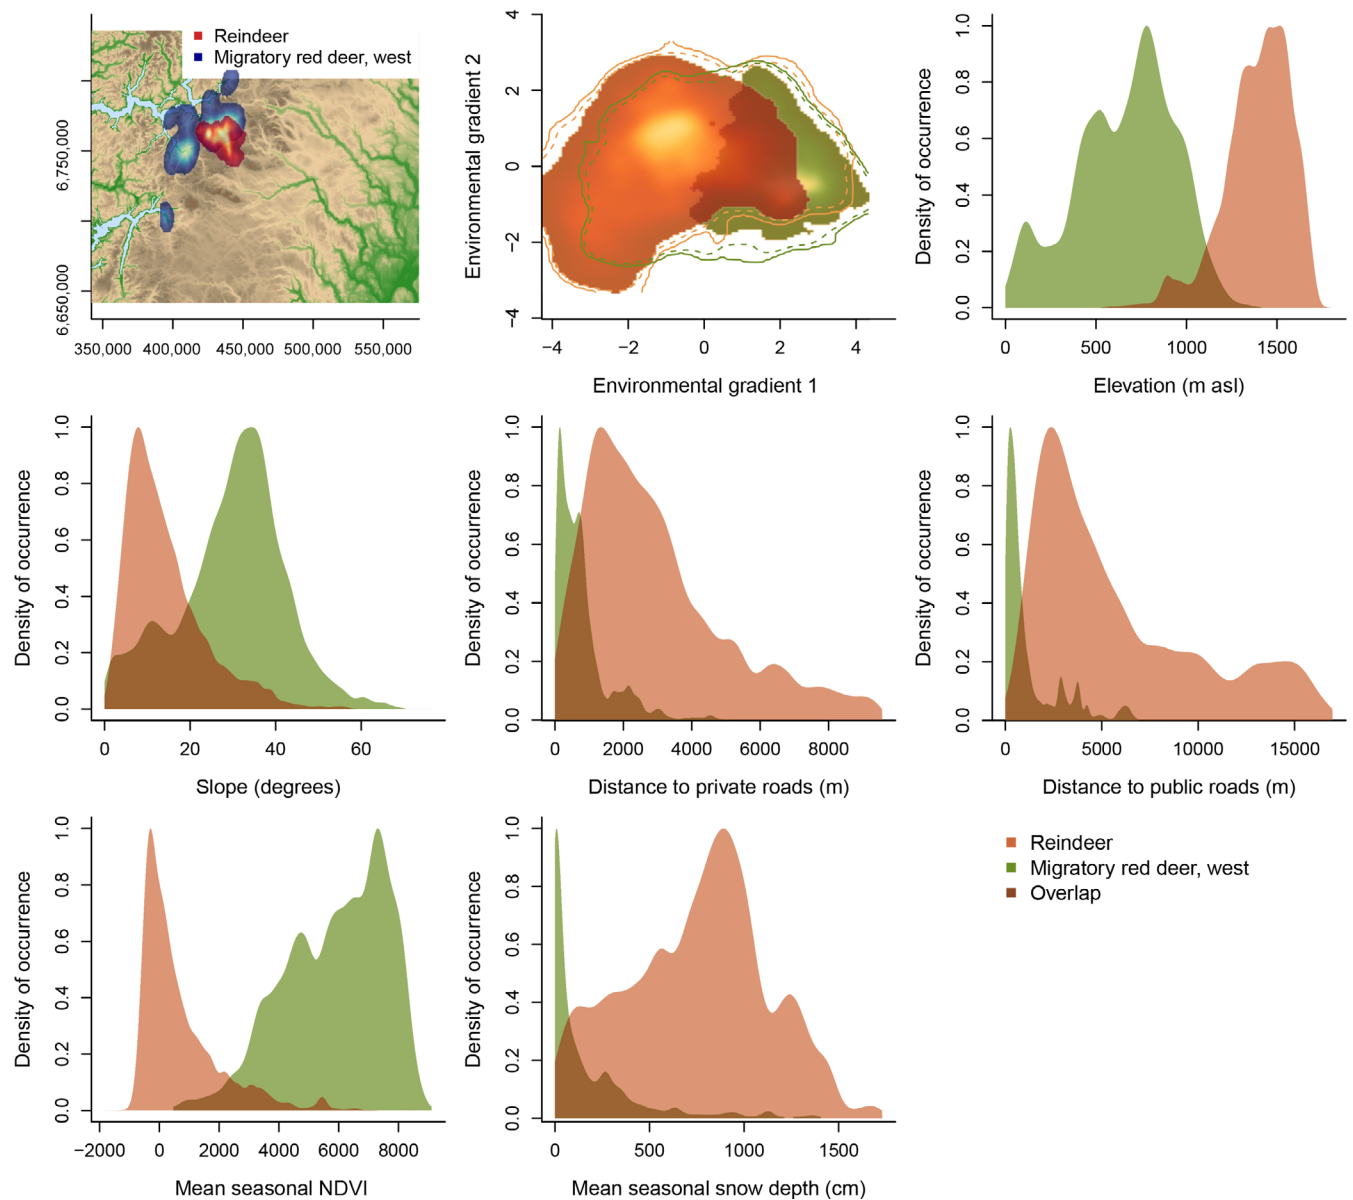 Reindeer
Migratory red deer, west
6,750,000
6,650,000
350,000 400,000 450,000 500,000 550,000
Environmental gradient 2
4
2
0
−2
−4
−4 −2 0 2 4
Environmental gradient 1
Density of occurrence
1.0
0.8
0.6
0.4
0.2
0.0
0 500 1000 1500
Elevation (m asl)
Density of occurrence
1.0
0.8
0.6
0.4
0.2
0.0
0 20 40 60
Slope (degrees)
Density of occurrence
1.0
0.8
0.6
0.4
0.2
0.0
0 2000 4000 6000 8000
Distance to private roads (m)
Density of occurrence
1.0
0.8
0.6
0.4
0.2
0.0
0 5000 10000 15000
Distance to public roads (m)
Density of occurrence
1.0
0.8
0.6
0.4
0.2
0.0
−2000 0 2000 4000 6000 8000
Mean seasonal NDVI
Density of occurrence
1.0
0.8
0.6
0.4
0.2
0.0
0 500 1000 1500
Mean seasonal snow depth (cm)
Reindeer
Migratory red deer, west
Overlap